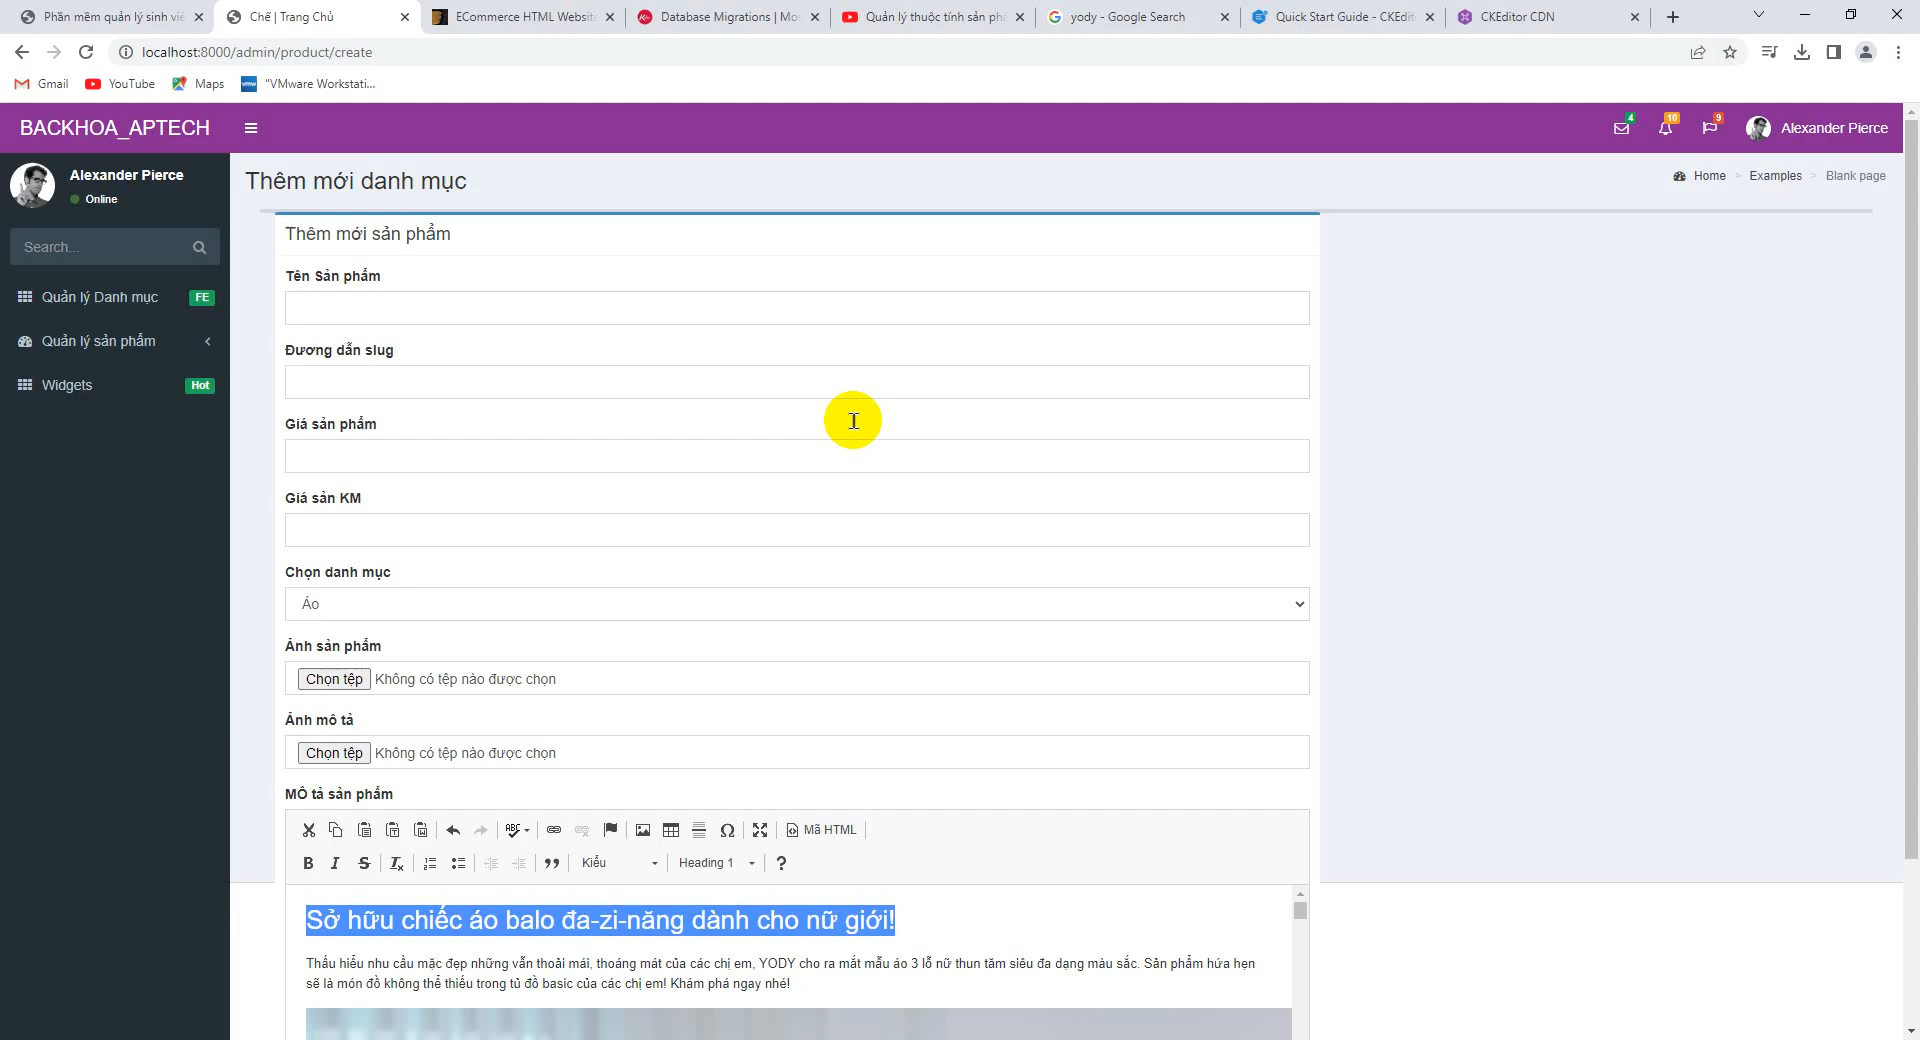 Phần mềm quản lý sinh viê
Chế | Trang Chủ
ECommerce HTML Website
Database Migrations | Mo
Quản lý thuộc tính sản phẩ
yody - Google Search
Quick Start Guide - CKEdit
CKEditor CDN
localhost:8000/admin/product/create
Gmail
YouTube
Maps
"VMware Workstati...
BACKHOA_APTECH
4
10
9
Alexander Pierce
Alexander Pierce
Online
Search...
Quản lý Danh mục FE
Quản lý sản phẩm
Widgets Hot
Thêm mới danh mục
Home > Examples > Blank page
Thêm mới sản phẩm
Tên Sản phẩm
Đương dẫn slug
Giá sản phẩm
Giá sản KM
Chọn danh mục
Áo
Ảnh sản phẩm
Chọn tệp Không có tệp nào được chọn
Ảnh mô tả
Chọn tệp Không có tệp nào được chọn
MÔ tả sản phẩm
Mã HTML
Kiểu
Heading 1
Sở hữu chiếc áo balo đa-zi-năng dành cho nữ giới!
Thấu hiểu nhu cầu mặc đẹp những vẫn thoải mái, thoáng mát của các chị em, YODY cho ra mắt mẫu áo 3 lỗ nữ thun tăm siêu đa dạng màu sắc. Sản phẩm hứa hẹn
sẽ là món đồ không thể thiếu trong tủ đồ basic của các chị em! Khám phá ngay nhé!